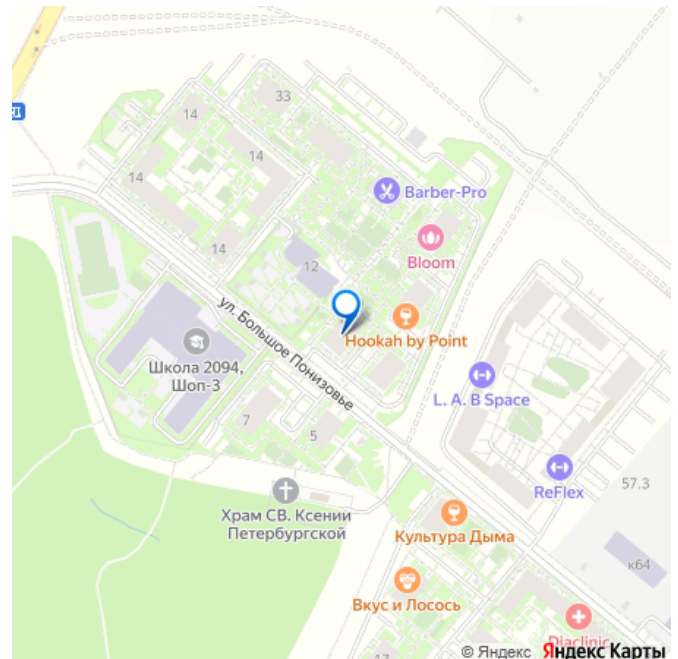 33
14
14
14
14
Barber-Pro
Bloom
12
Hookah by Point
ул. Большое Понизовье
Школа 2094,
Шоп-3
L. A. B Space
7
5
ReFlex
57.3
Храм СВ. Ксении
Петербургской
Культура Дыма
к64
Вкус и Лосось
Diaclinic
17
© Яндекс Яндекс Карты